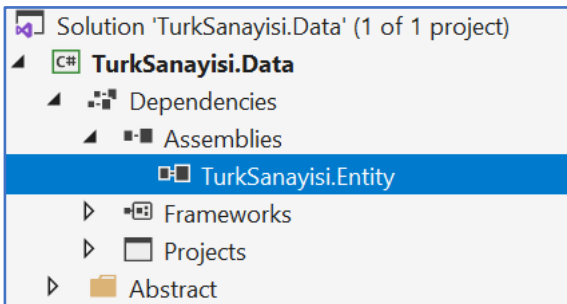 Solution 'TurkSanayisi.Data' (1 of 1 project)
C# TurkSanayisi.Data
Dependencies
Assemblies
TurkSanayisi.Entity
Frameworks
Projects
Abstract